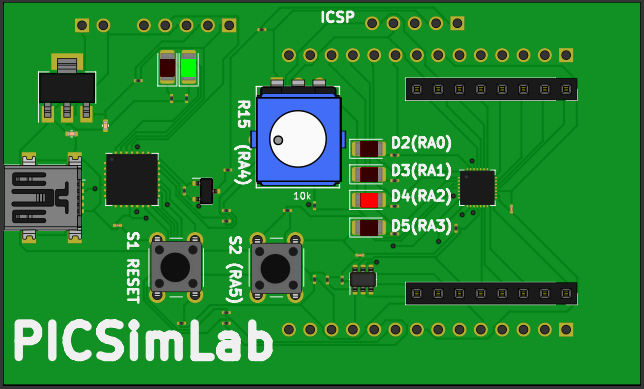 ICSP
R15 (RA4)
10k
D2(RA0)
D3(RA1)
D4(RA2)
D5(RA3)
S1 RESET
S2 (RA5)
PICSimLab